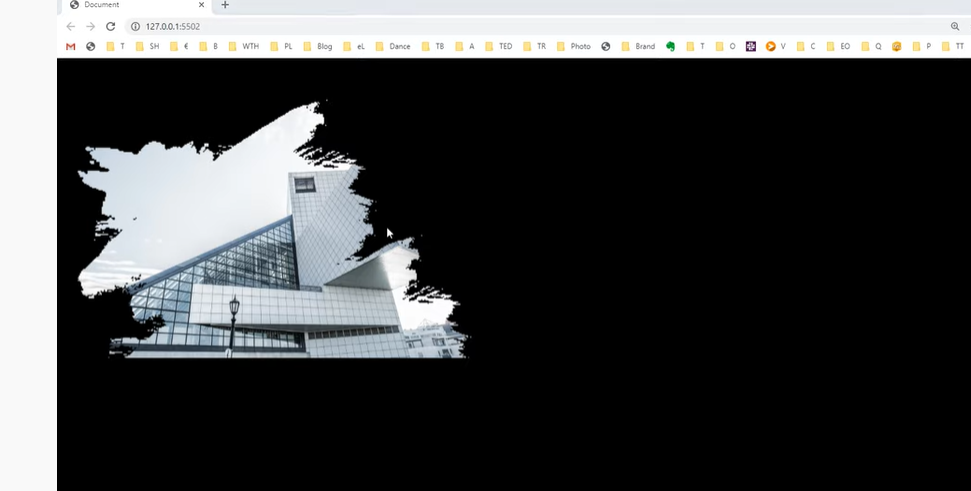 Document
127.0.0.1:5502
T SH € B WTH PL Blog eL Dance TB A TED TR Photo Brand T O V C EO Q P TT